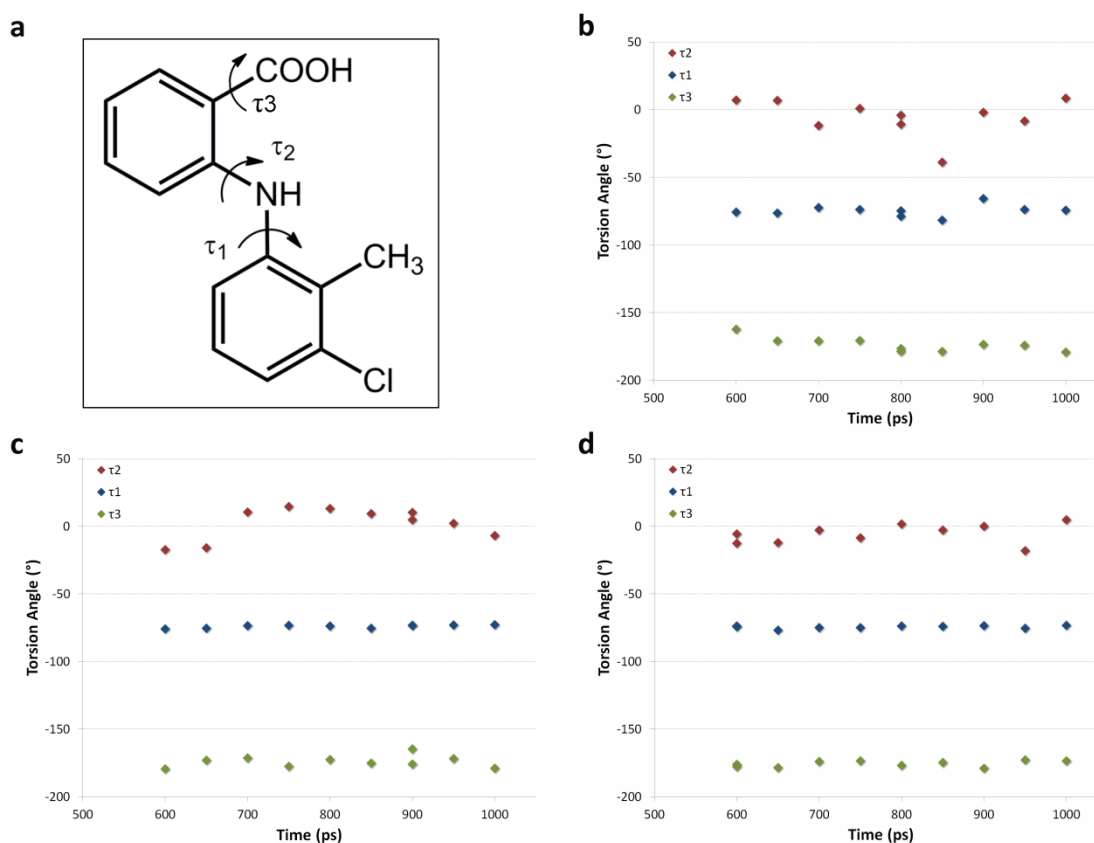 a
COOH
τ3
τ2
NH
τ1
CH3
Cl
b
τ2
τ1
τ3
50
0
-50
-100
-150
-200
Torsion Angle (°)
500 600 700 800 900 1000
Time (ps)
c
τ2
τ1
τ3
50
0
-50
-100
-150
-200
Torsion Angle (°)
500 600 700 800 900 1000
Time (ps)
d
τ2
τ1
τ3
50
0
-50
-100
-150
-200
Torsion Angle (°)
500 600 700 800 900 1000
Time (ps)